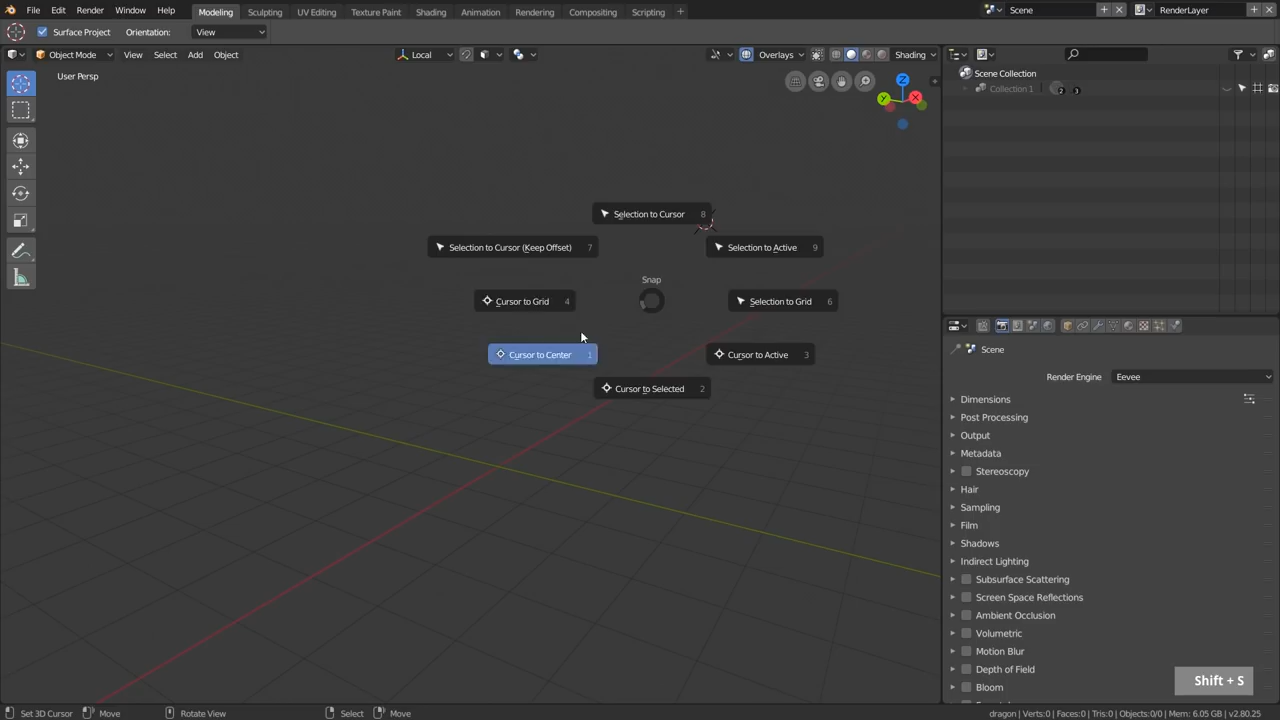 File Edit Render Window Help Modeling Sculpting UV Editing Texture Paint Shading Animation Rendering Compositing Scripting + Scene RenderLayer
Surface Project Orientation: View
Object Mode View Select Add Object Local Overlays Shading
User Persp
Z
Y X
Scene Collection
Collection 1 2 3
Selection to Cursor 8
Selection to Cursor (Keep Offset) 7
Selection to Active 9
Snap
Cursor to Grid 4
Selection to Grid 6
Cursor to Center 1
Cursor to Active 3
Cursor to Selected 2
Scene
Render Engine Eevee
Dimensions
Post Processing
Output
Metadata
Stereoscopy
Hair
Sampling
Film
Shadows
Indirect Lighting
Subsurface Scattering
Screen Space Reflections
Ambient Occlusion
Volumetric
Motion Blur
Depth of Field
Bloom
Shift + S
Set 3D Cursor Move Rotate View Select Move dragon | Verts:0 | Faces:0 | Tris:0 | Objects:0/0 | Mem: 6.05 GB | v2.80.25